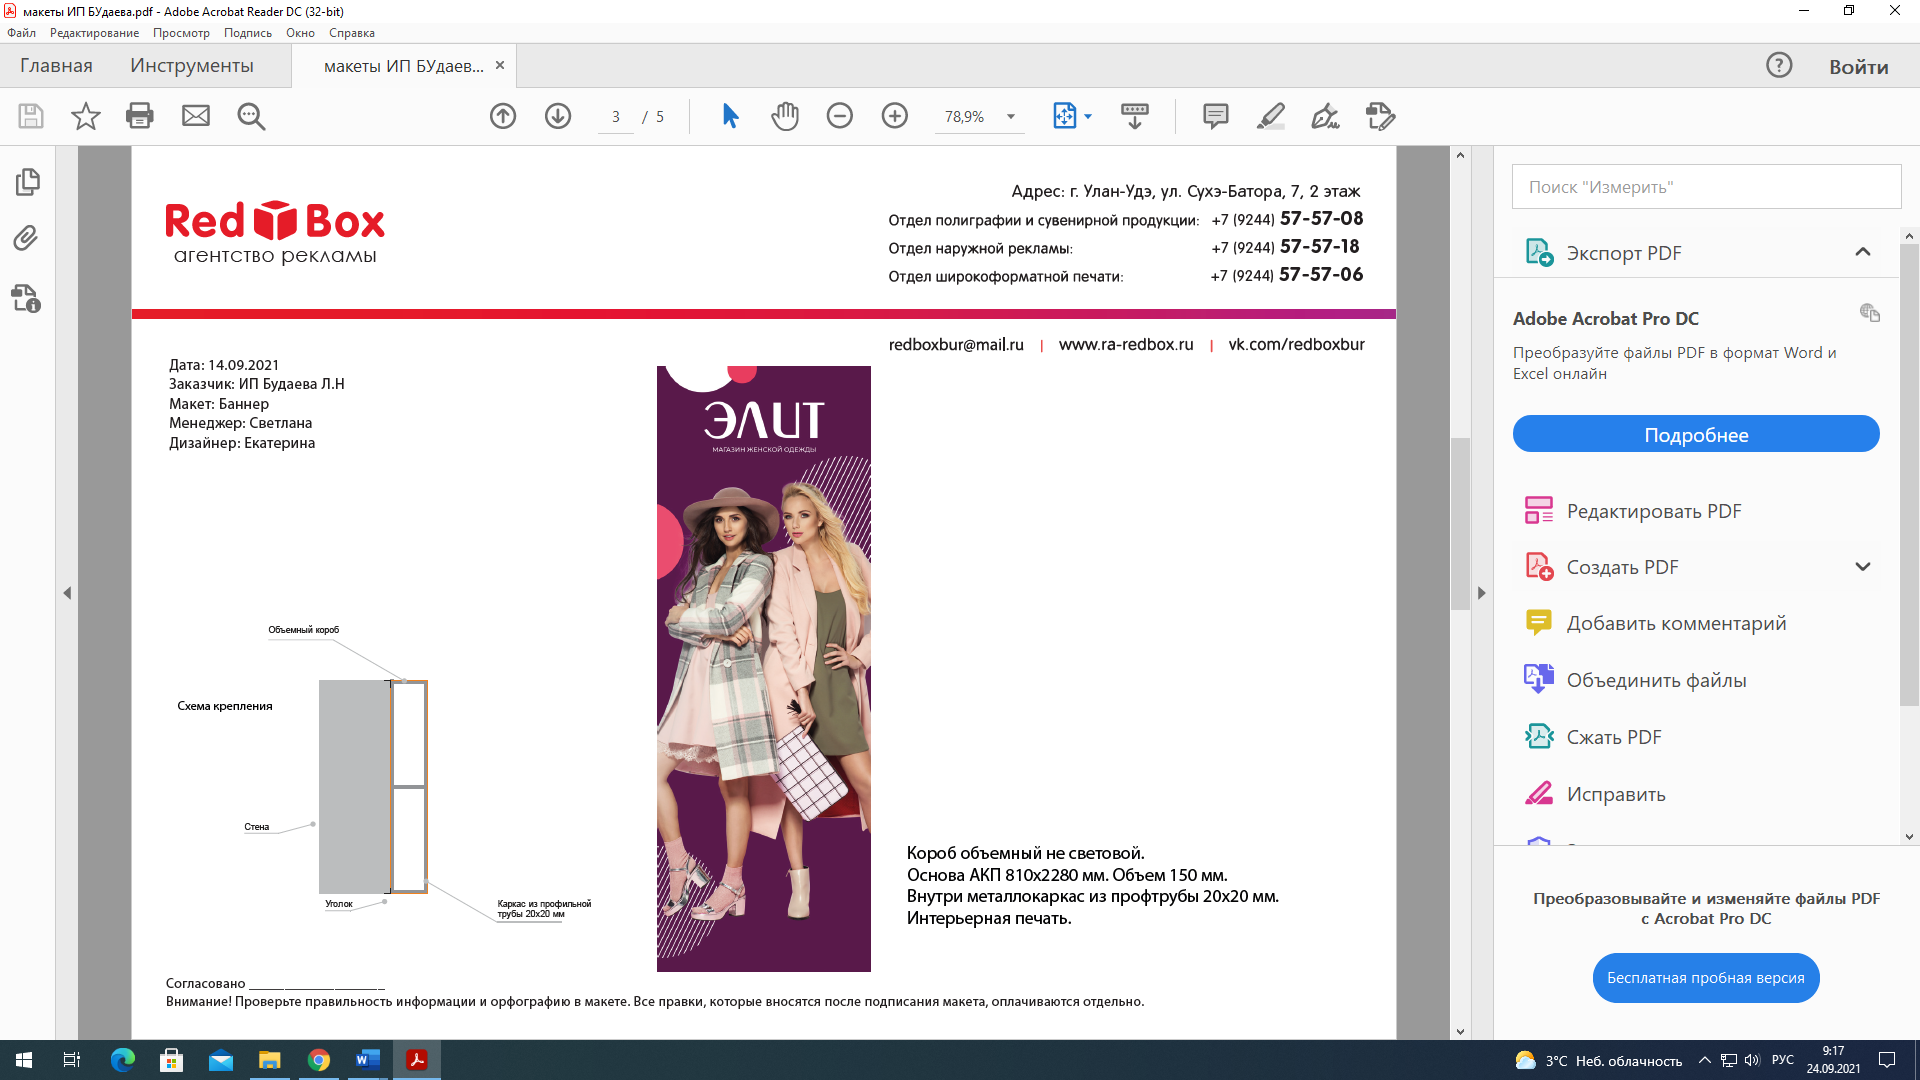 макеты ИП БУдаева.pdf - Adobe Acrobat Reader DC (32-bit)
Файл Редактирование Просмотр Подпись Окно Справка
Главная Инструменты макеты ИП БУдаев... × Войти
3 / 5 78,9%
Red Box
агентство рекламы
Адрес: г. Улан-Удэ, ул. Сухэ-Батора, 7, 2 этаж
Отдел полиграфии и сувенирной продукции: +7 (9244) 57-57-08
Отдел наружной рекламы: +7 (9244) 57-57-18
Отдел широкоформатной печати: +7 (9244) 57-57-06
redboxbur@mail.ru | www.ra-redbox.ru | vk.com/redboxbur
Дата: 14.09.2021
Заказчик: ИП Будаева Л.Н
Макет: Баннер
Менеджер: Светлана
Дизайнер: Екатерина
ЭЛИТ
МАГАЗИН ЖЕНСКОЙ ОДЕЖДЫ
Объемный короб
Схема крепления
Стена
Уголок
Каркас из профильной
трубы 20х20 мм
Короб объемный не световой.
Основа АКП 810х2280 мм. Объем 150 мм.
Внутри металлокаркас из профтрубы 20х20 мм.
Интерьерная печать.
Согласовано ____________________
Внимание! Проверьте правильность информации и орфографию в макете. Все правки, которые вносятся после подписания макета, оплачиваются отдельно.
Поиск "Измерить"
Экспорт PDF
Adobe Acrobat Pro DC
Преобразуйте файлы PDF в формат Word и
Excel онлайн
Подробнее
Редактировать PDF
Создать PDF
Добавить комментарий
Объединить файлы
Сжать PDF
Исправить
Преобразовывайте и изменяйте файлы PDF
с Acrobat Pro DC
Бесплатная пробная версия
3°C Неб. облачность РУС 9:17
24.09.2021